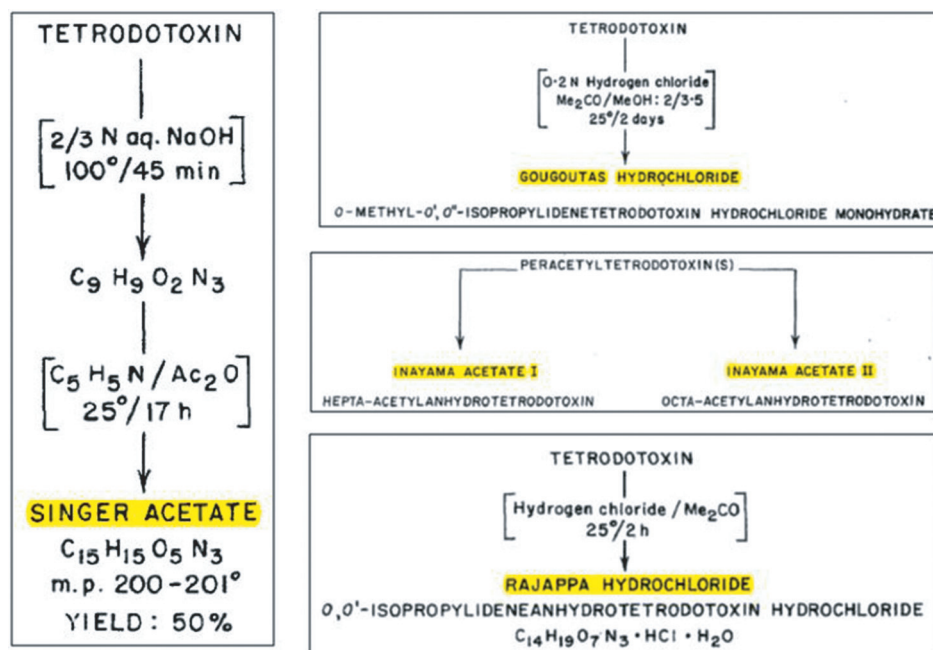 TETRODOTOXIN
2/3 N aq. NaOH
100°/45 min
C₉ H₉ O₂ N₃
C₅ H₅ N / Ac₂ O
25°/17 h
SINGER ACETATE
C₁₅ H₁₅ O₅ N₃
m.p. 200-201°
YIELD: 50%
TETRODOTOXIN
0·2 N Hydrogen chloride
Me₂CO/MeOH: 2/3·5
25°/2 days
GOUGOUTAS HYDROCHLORIDE
O-METHYL-O',O"-ISOPROPYLIDENETETRODOTOXIN HYDROCHLORIDE MONOHYDRATE
PERACETYLTETRODOTOXIN(S)
INAYAMA ACETATE I INAYAMA ACETATE II
HEPTA-ACETYLANHYDROTETRODOTOXIN OCTA-ACETYLANHYDROTETRODOTOXIN
TETRODOTOXIN
Hydrogen chloride / Me₂CO
25°/2 h
RAJAPPA HYDROCHLORIDE
O,O'-ISOPROPYLIDENEANHYDROTETRODOTOXIN HYDROCHLORIDE
C₁₄H₁₉O₇ N₃ · HCl · H₂O